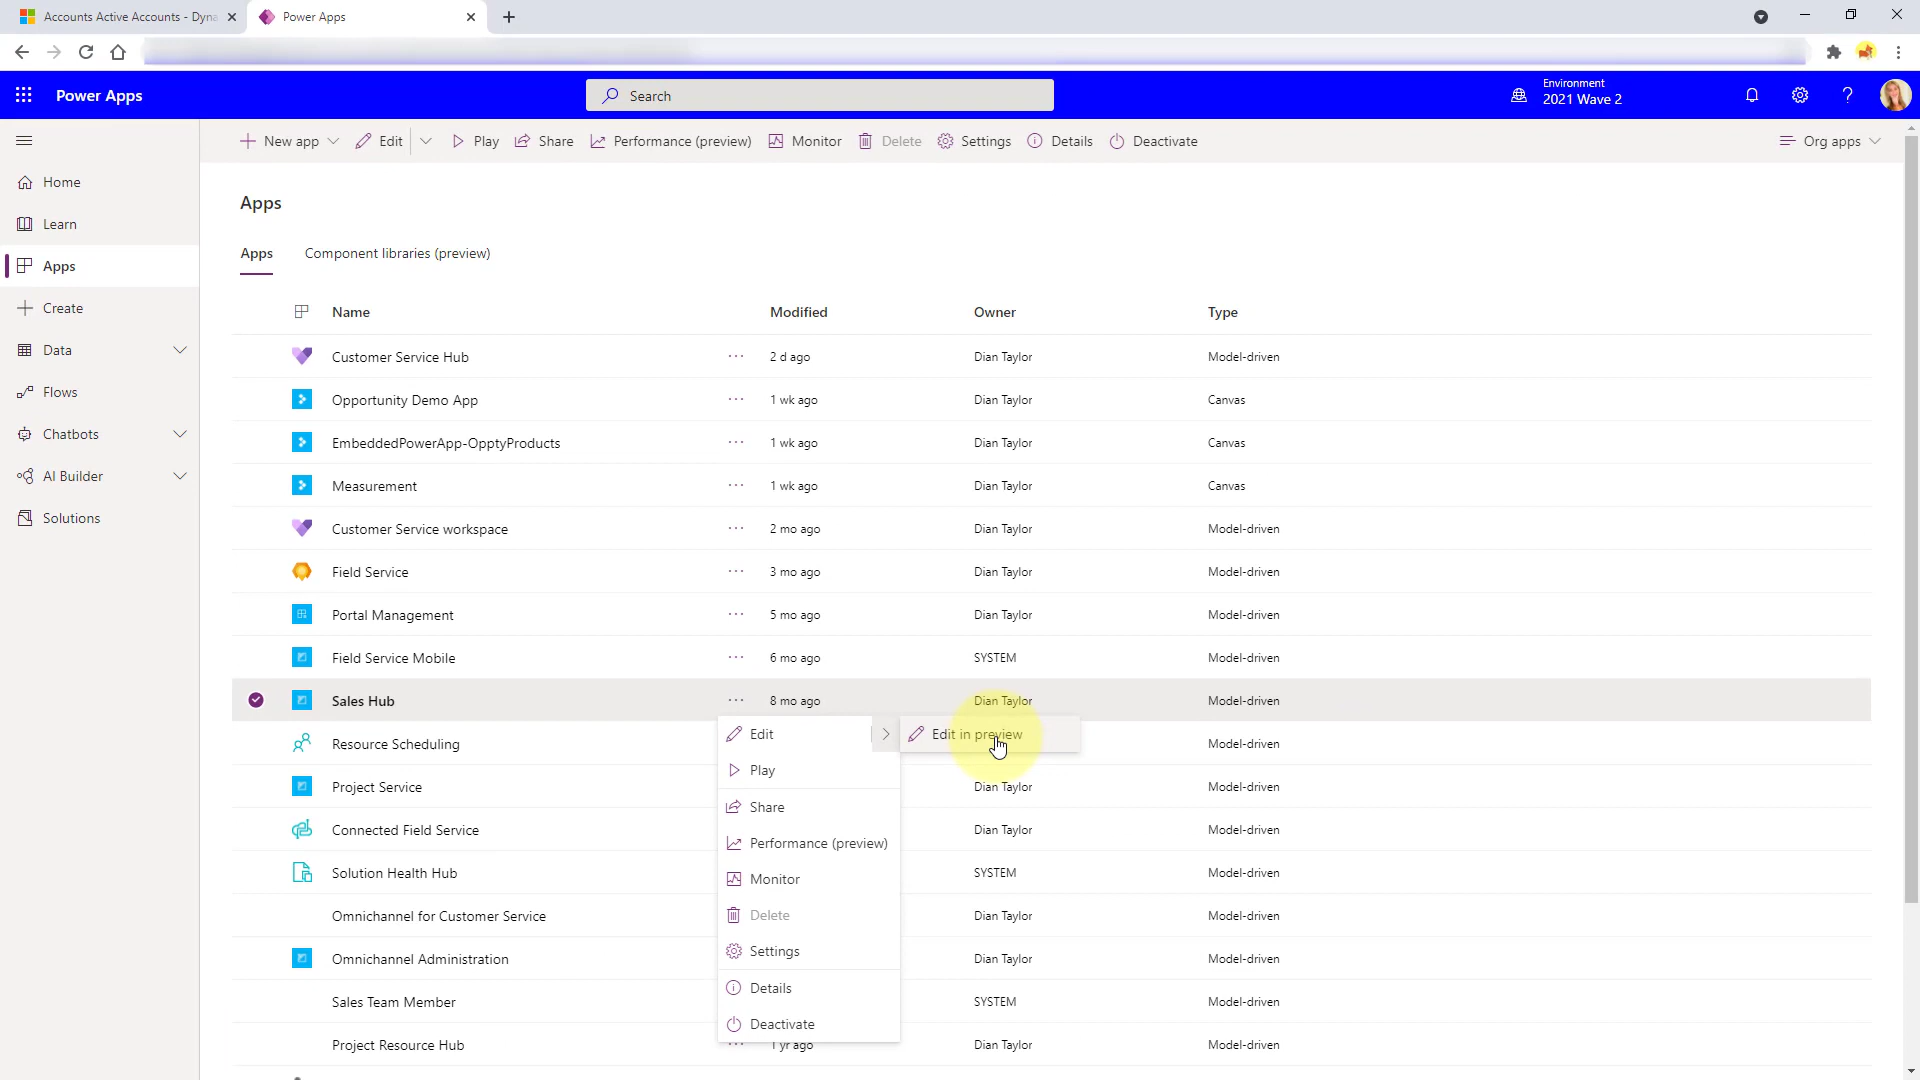 Accounts Active Accounts - Dyna
Power Apps
Power Apps
Search
Environment
2021 Wave 2
New app
Edit
Play
Share
Performance (preview)
Monitor
Delete
Settings
Details
Deactivate
Org apps
Home
Learn
Apps
Create
Data
Flows
Chatbots
AI Builder
Solutions
Apps
Apps Component libraries (preview)
Name Modified Owner Type
Customer Service Hub ··· 2 d ago Dian Taylor Model-driven
Opportunity Demo App ··· 1 wk ago Dian Taylor Canvas
EmbeddedPowerApp-OpptyProducts ··· 1 wk ago Dian Taylor Canvas
Measurement ··· 1 wk ago Dian Taylor Canvas
Customer Service workspace ··· 2 mo ago Dian Taylor Model-driven
Field Service ··· 3 mo ago Dian Taylor Model-driven
Portal Management ··· 5 mo ago Dian Taylor Model-driven
Field Service Mobile ··· 6 mo ago SYSTEM Model-driven
Sales Hub ··· 8 mo ago Dian Taylor Model-driven
Resource Scheduling Model-driven
Project Service Dian Taylor Model-driven
Connected Field Service Dian Taylor Model-driven
Solution Health Hub SYSTEM Model-driven
Omnichannel for Customer Service Dian Taylor Model-driven
Omnichannel Administration Dian Taylor Model-driven
Sales Team Member SYSTEM Model-driven
Project Resource Hub ··· 1 yr ago Dian Taylor Model-driven
Edit
Edit in preview
Play
Share
Performance (preview)
Monitor
Delete
Settings
Details
Deactivate